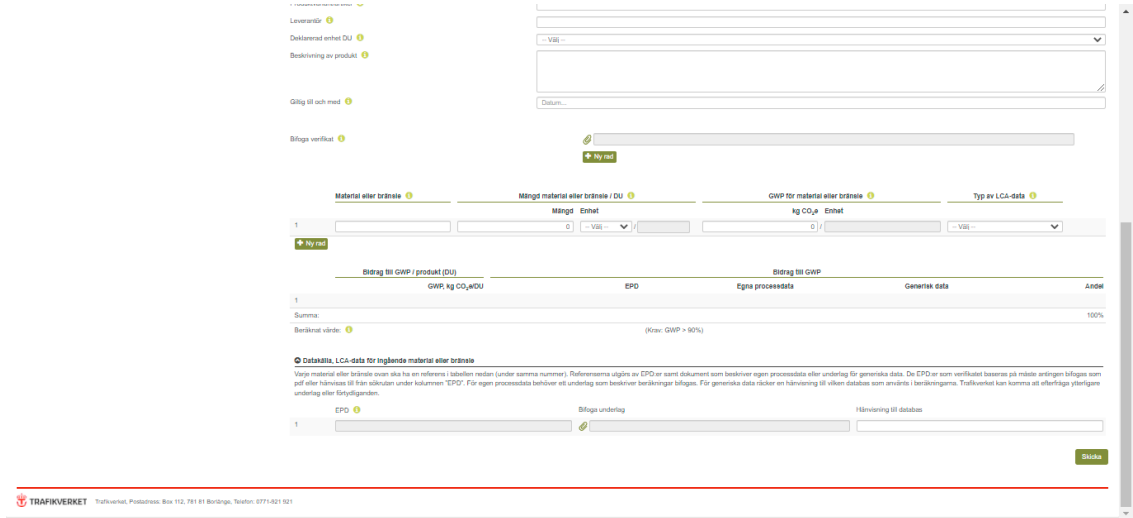 Leverantör
Deklarerad enhet DU
-- Välj --
Beskrivning av produkt
Giltig till och med
Datum...
Bifoga verifikat
Ny rad
Material eller bränsle Mängd material eller bränsle / DU GWP för material eller bränsle Typ av LCA-data
Mängd Enhet kg CO₂e Enhet
1 0 -- Välj -- / 0 / -- Välj --
Ny rad
Bidrag till GWP / produkt (DU) Bidrag till GWP
GWP, kg CO₂e/DU EPD Egna processdata Generisk data Andel
1
Summa: 100%
Beräknat värde: (Krav: GWP > 90%)
Datakälla, LCA-data för ingående material eller bränsle
Varje material eller bränsle ovan ska ha en referens i tabellen nedan (under samma nummer). Referenserna utgörs av EPD:er samt dokument som beskriver egen processdata eller underlag för generiska data. De EPD:er som verifikatet baseras på måste antingen bifogas som
pdf eller hänvisas till från sökrutan under kolumnen "EPD". För egen processdata behöver ett underlag som beskriver beräkningar bifogas. För generiska data räcker en hänvisning till vilken databas som använts i beräkningarna. Trafikverket kan komma att efterfråga ytterligare
underlag eller förtydliganden.
EPD Bifoga underlag Hänvisning till databas
1
Skicka
TRAFIKVERKET Trafikverket, Postadress: Box 112, 781 81 Borlänge, Telefon: 0771-921 921